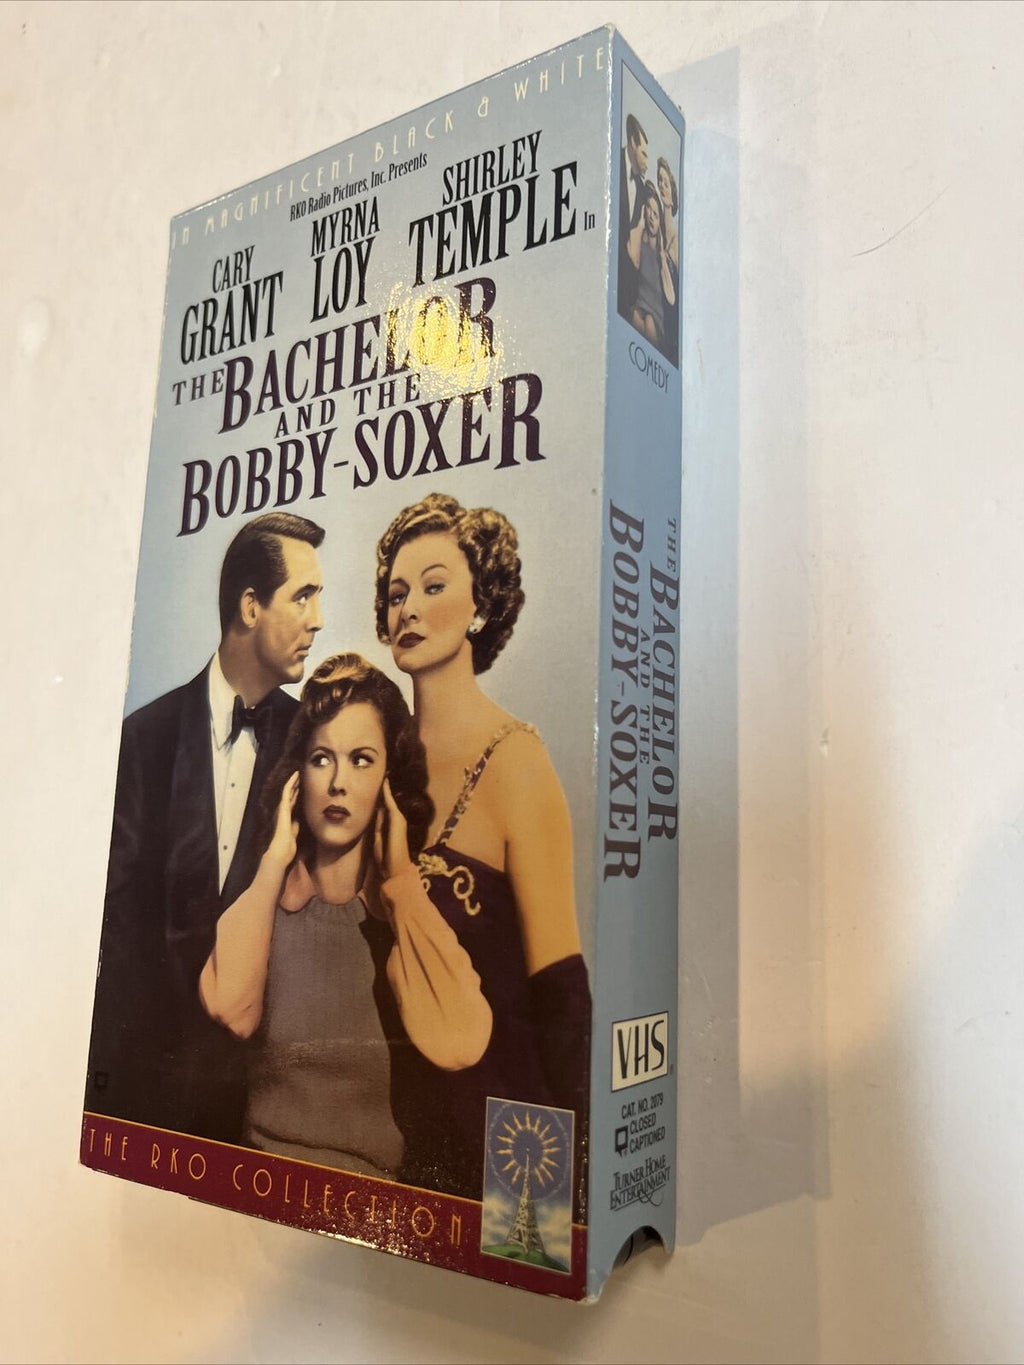 IN MAGNIFICENT BLACK & WHITE
RKO Radio Pictures, Inc. Presents
CARY
GRANT
MYRNA
LOY
SHIRLEY
TEMPLE In
THE BACHELOR
AND THE
BOBBY-SOXER
THE RKO COLLECTION
COMEDY
THE BACHELOR
AND THE
BOBBY-SOXER
VHS
CAT. NO. 2079
CLOSED
CAPTIONED
TURNER HOME
ENTERTAINMENT